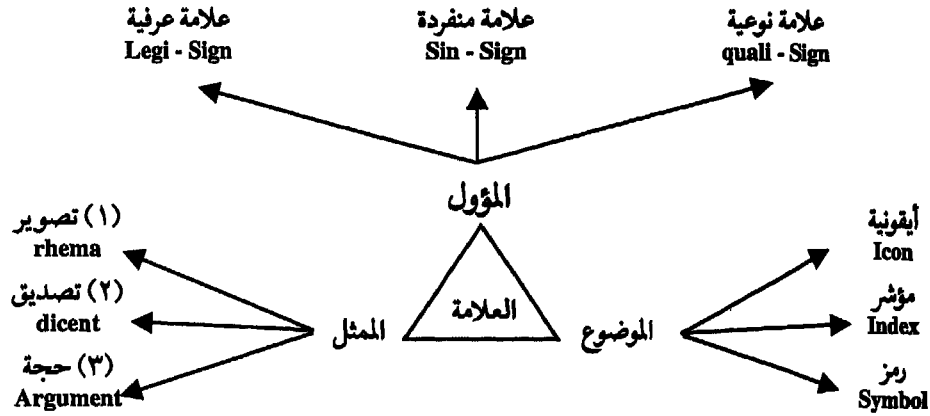 علامة نوعية
quali - Sign
علامة منفردة
Sin - Sign
علامة عرفية
Legi - Sign
المؤول
أيقونية
Icon
مؤشر
Index
رمز
Symbol
الموضوع
العلامة
الممثل
(١) تصوير
rhema
(٢) تصديق
dicent
(٣) حجة
Argument